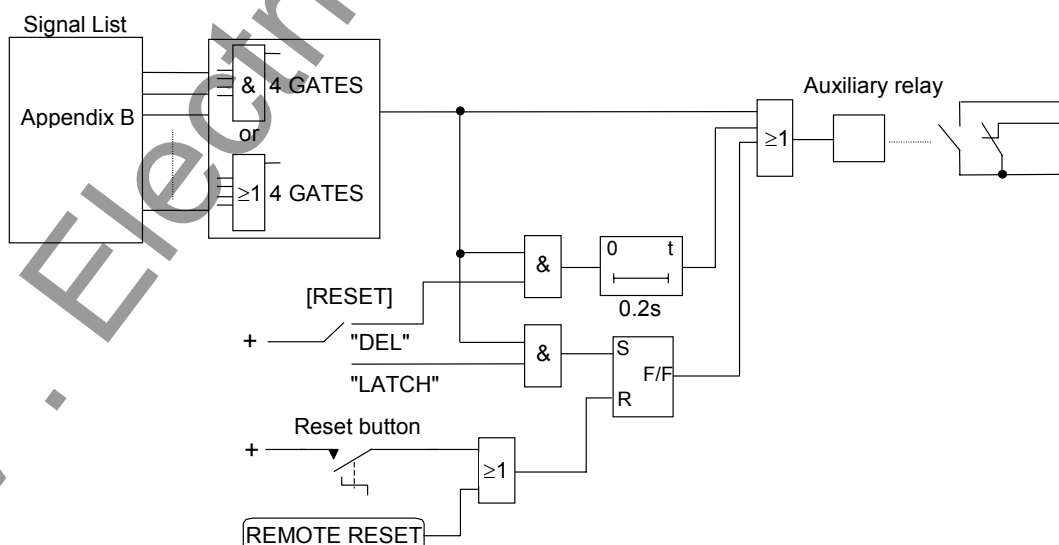 Signal List
Appendix B
&
4 GATES
or
≥1
4 GATES
≥1
Auxiliary relay
&
0 t
0.2s
[RESET]
+
"DEL"
&
"LATCH"
S
F/F
R
Reset button
+
≥1
REMOTE RESET